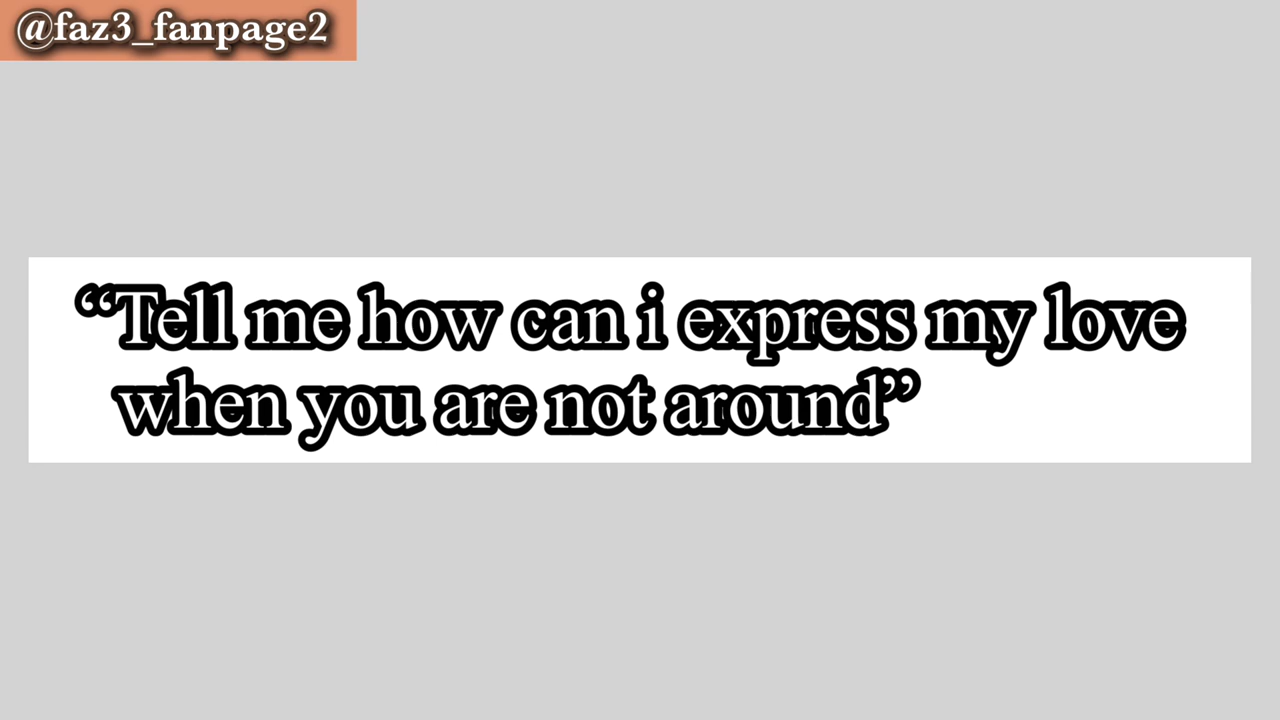 @faz3_fanpage2
“Tell me how can i express my love
when you are not around”